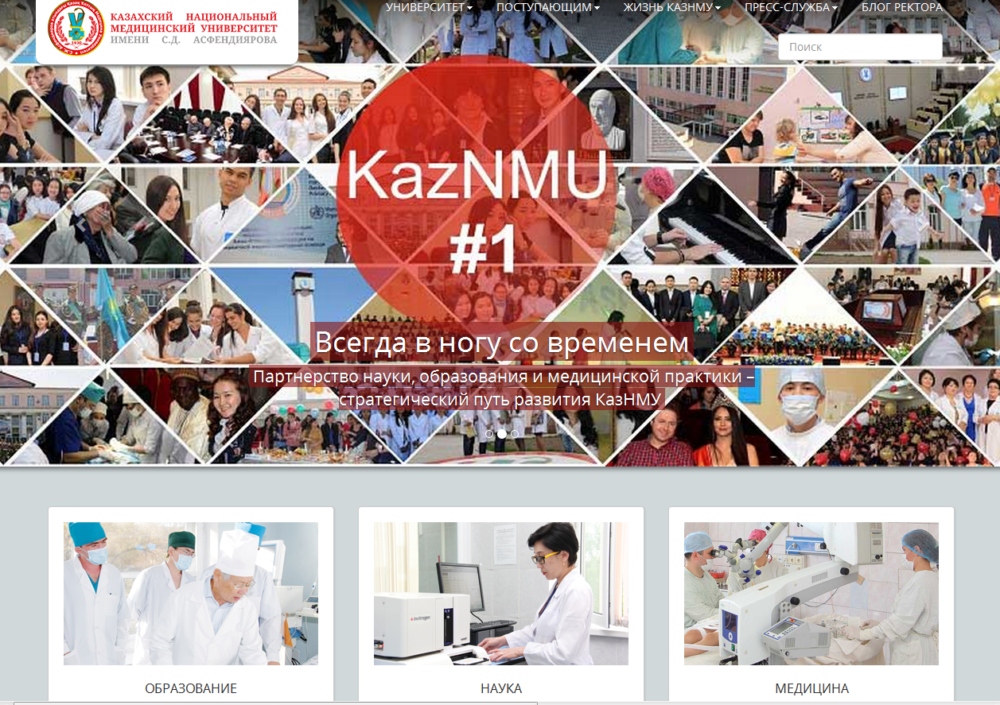 КАЗАХСКИЙ НАЦИОНАЛЬНЫЙ
МЕДИЦИНСКИЙ УНИВЕРСИТЕТ
ИМЕНИ С.Д. АСФЕНДИЯРОВА
УНИВЕРСИТЕТ ПОСТУПАЮЩИМ ЖИЗНЬ КАЗНМУ ПРЕСС-СЛУЖБА БЛОГ РЕКТОРА
Поиск
KazNMU
#1
Всегда в ногу со временем
Партнерство науки, образования и медицинской практики –
стратегический путь развития КазНМУ
invitrogen
ОБРАЗОВАНИЕ
НАУКА
МЕДИЦИНА